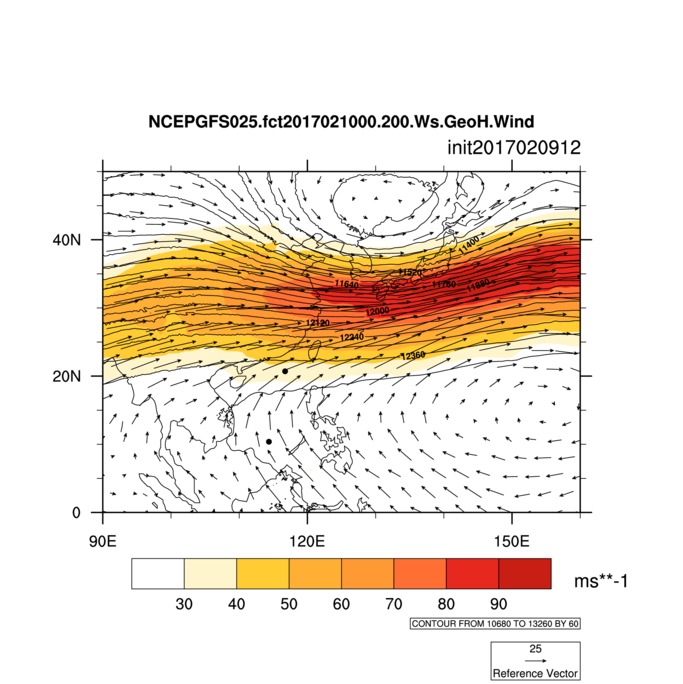 NCEPGFS025.fct2017021000.200.Ws.GeoH.Wind
init2017020912
40N
20N
0
11400
11520
11640
11760
11880
12000
12120
12240
12360
90E 120E 150E
30 40 50 60 70 80 90
ms**-1
CONTOUR FROM 10680 TO 13260 BY 60
25
Reference Vector